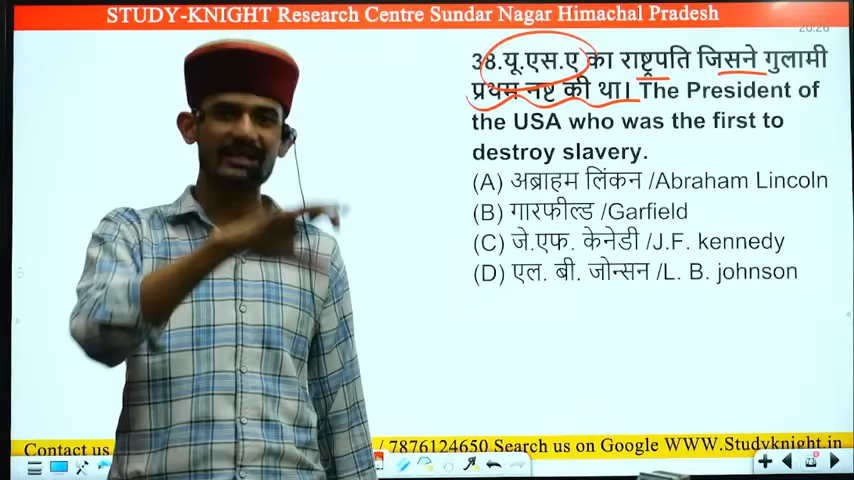 STUDY-KNIGHT Research Centre Sundar Nagar Himachal Pradesh
20:26
38.यू.एस.ए का राष्ट्रपति जिसने गुलामी
प्रथम नष्ट की था। The President of
the USA who was the first to
destroy slavery.
(A) अब्राहम लिंकन /Abraham Lincoln
(B) गारफील्ड /Garfield
(C) जे.एफ. केनेडी /J.F. kennedy
(D) एल. बी. जोन्सन /L. B. johnson
Contact us / 7876124650 Search us on Google WWW.Studyknight.in